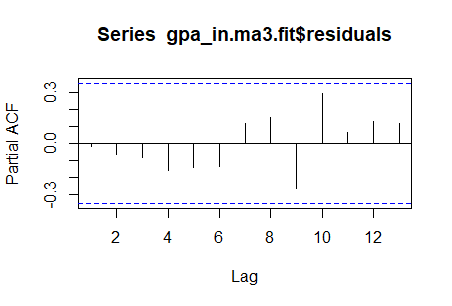 Series  gpa_in.ma3.fit$residuals
Partial ACF
0.3
0.0
-0.3
2 4 6 8 10 12
Lag